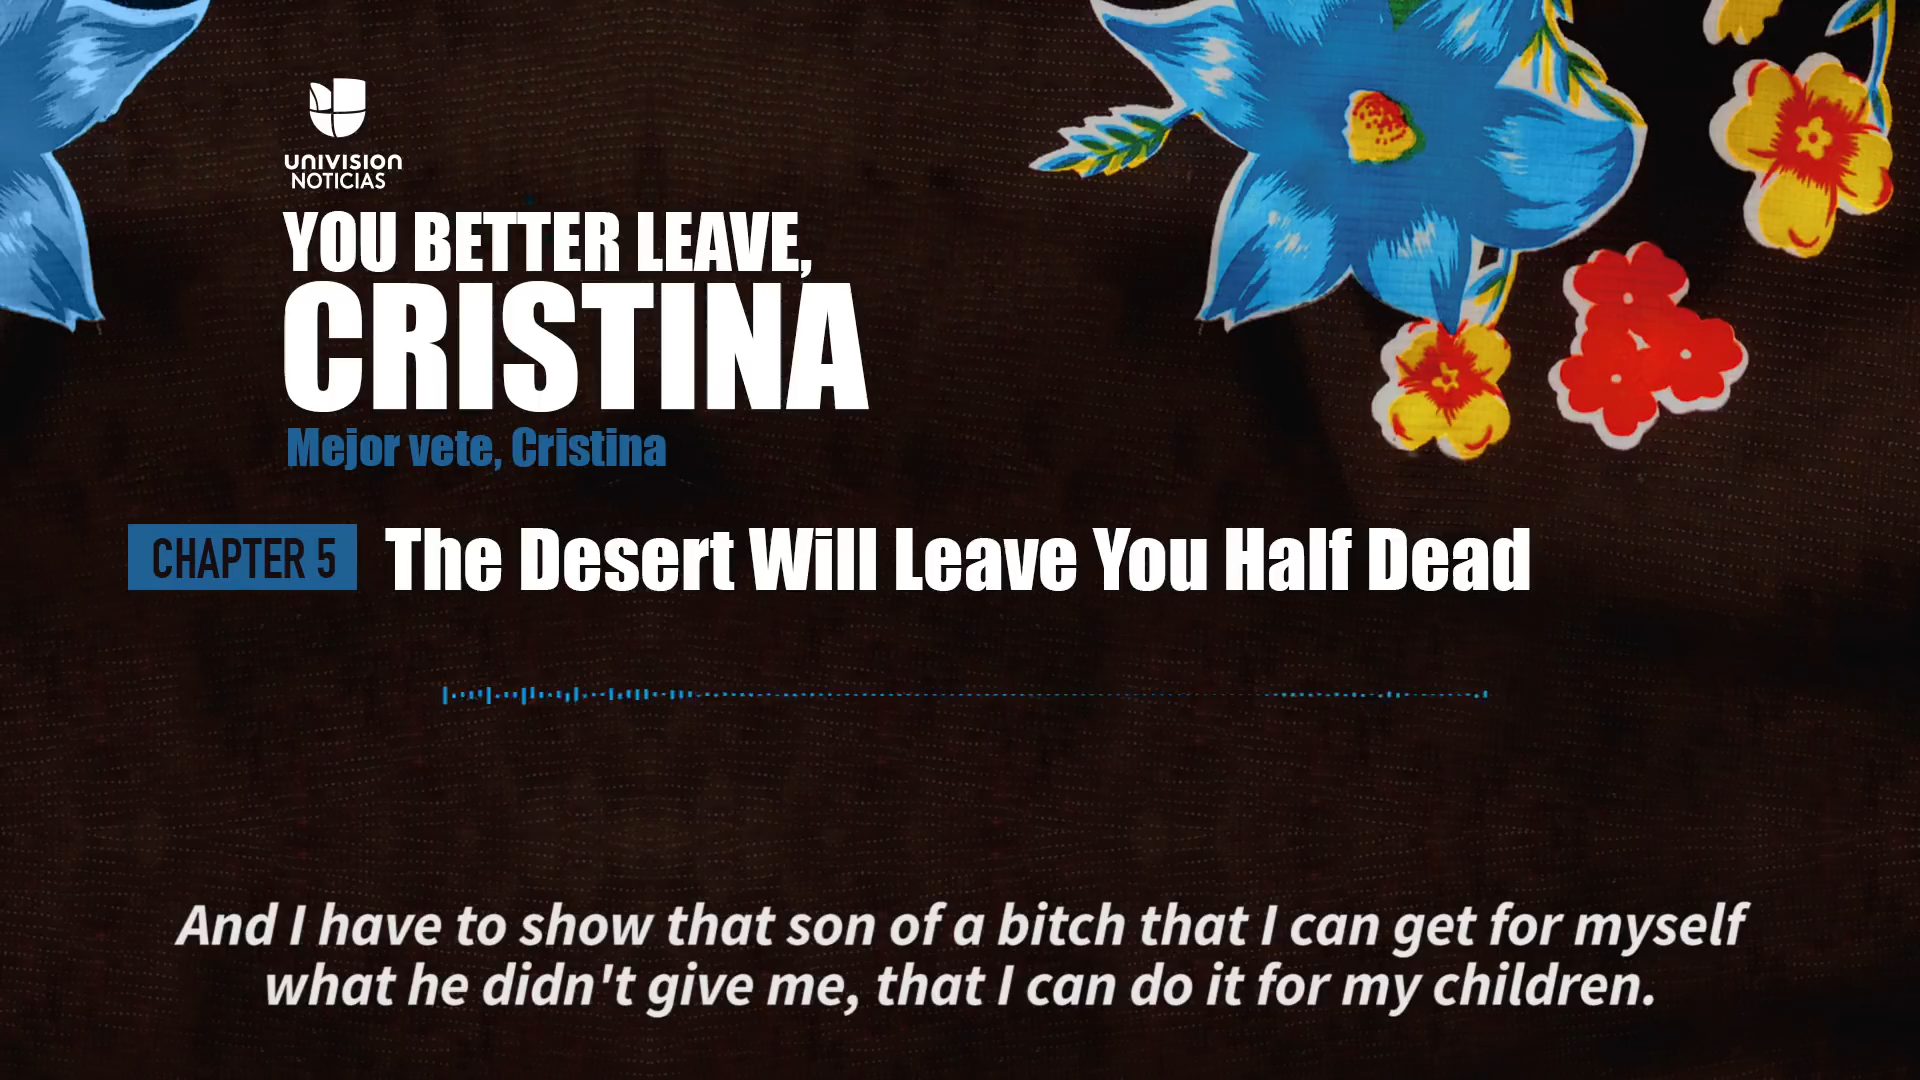 UNIVISION
NOTICIAS
YOU BETTER LEAVE,
CRISTINA
Mejor vete, Cristina
CHAPTER 5 The Desert Will Leave You Half Dead
And I have to show that son of a bitch that I can get for myself
what he didn't give me, that I can do it for my children.